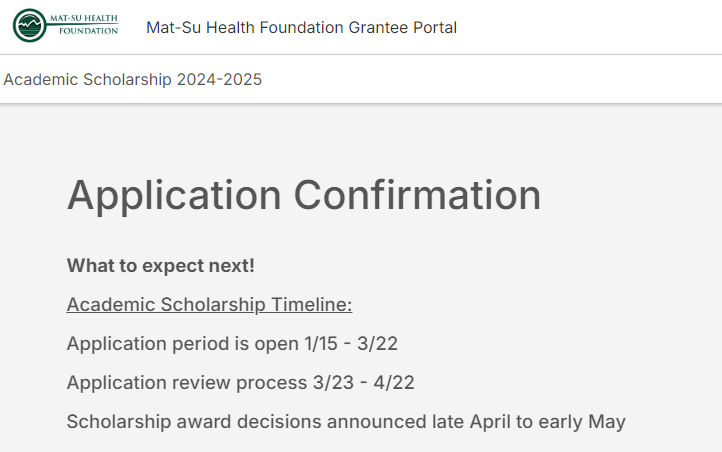 MAT-SU HEALTH
FOUNDATION
Mat-Su Health Foundation Grantee Portal
Academic Scholarship 2024-2025
Application Confirmation
What to expect next!
Academic Scholarship Timeline:
Application period is open 1/15 - 3/22
Application review process 3/23 - 4/22
Scholarship award decisions announced late April to early May